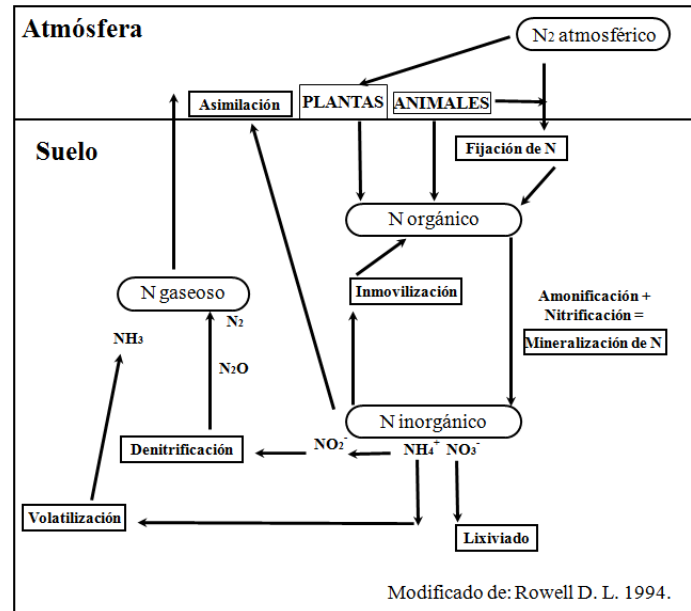 Atmósfera
N₂ atmosférico
Asimilación
PLANTAS
ANIMALES
Suelo
Fijación de N
N orgánico
N gaseoso
Inmovilización
Amonificación +
Nitrificación =
Mineralización de N
N₂
NH₃
N₂O
N inorgánico
Denitrificación
NO₂⁻
NH₄⁺ NO₃⁻
Volatilización
Lixiviado
Modificado de: Rowell D. L. 1994.